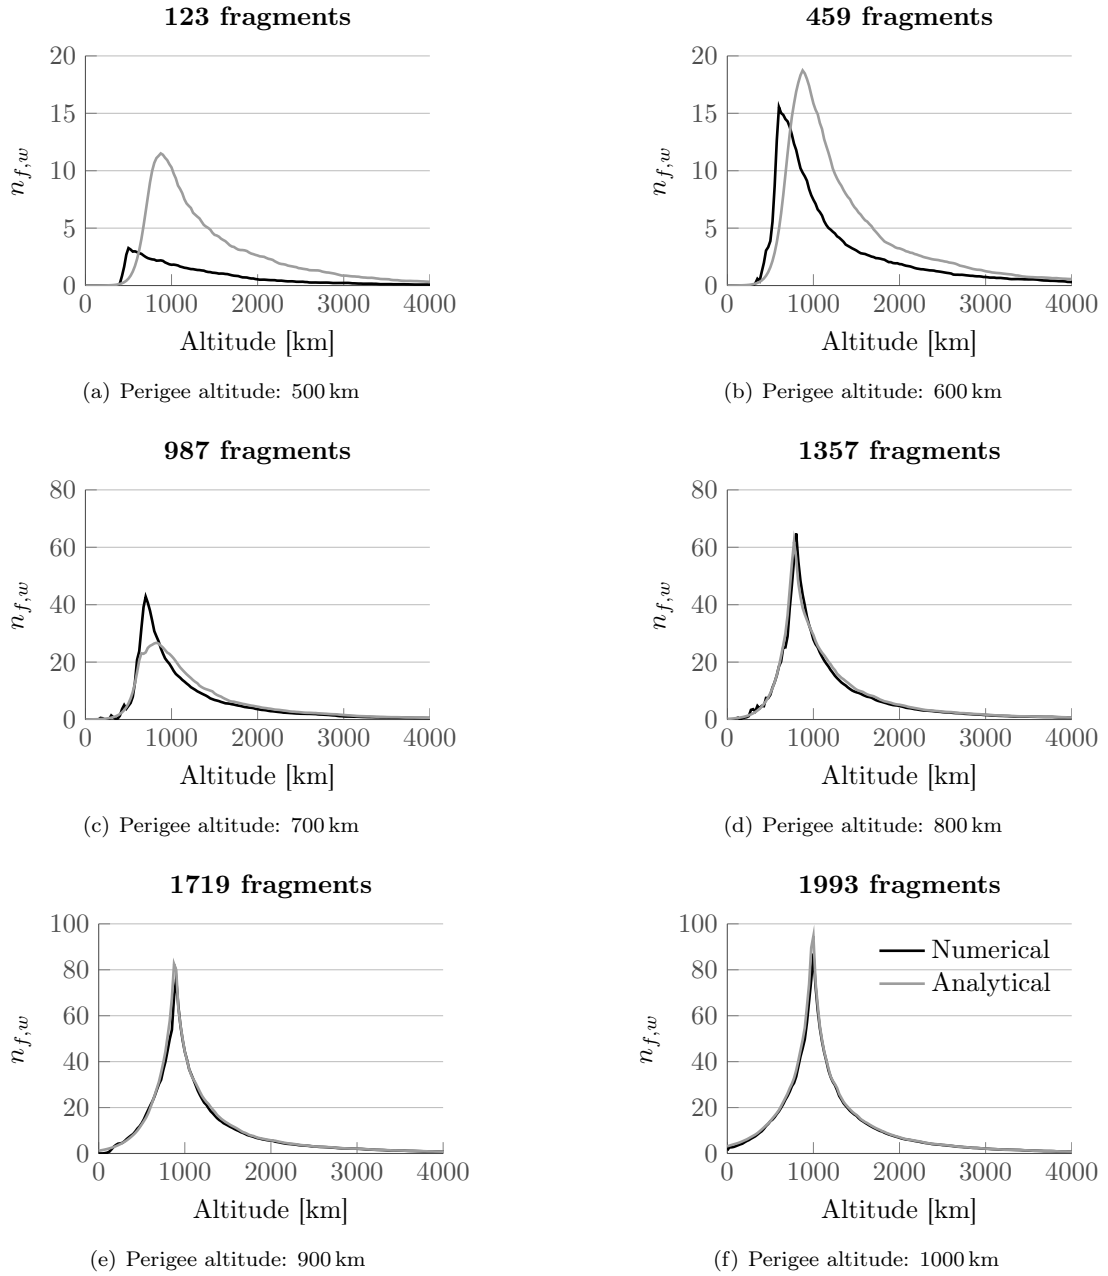 123 fragments
20
15
10
5
0
n_{f,w}
0 1000 2000 3000 4000
Altitude [km]
(a) Perigee altitude: 500 km
459 fragments
20
15
10
5
0
n_{f,w}
0 1000 2000 3000 4000
Altitude [km]
(b) Perigee altitude: 600 km
987 fragments
80
60
40
20
0
n_{f,w}
0 1000 2000 3000 4000
Altitude [km]
(c) Perigee altitude: 700 km
1357 fragments
80
60
40
20
0
n_{f,w}
0 1000 2000 3000 4000
Altitude [km]
(d) Perigee altitude: 800 km
1719 fragments
100
80
60
40
20
0
n_{f,w}
0 1000 2000 3000 4000
Altitude [km]
(e) Perigee altitude: 900 km
1993 fragments
100
80
60
40
20
0
n_{f,w}
Numerical
Analytical
0 1000 2000 3000 4000
Altitude [km]
(f) Perigee altitude: 1000 km